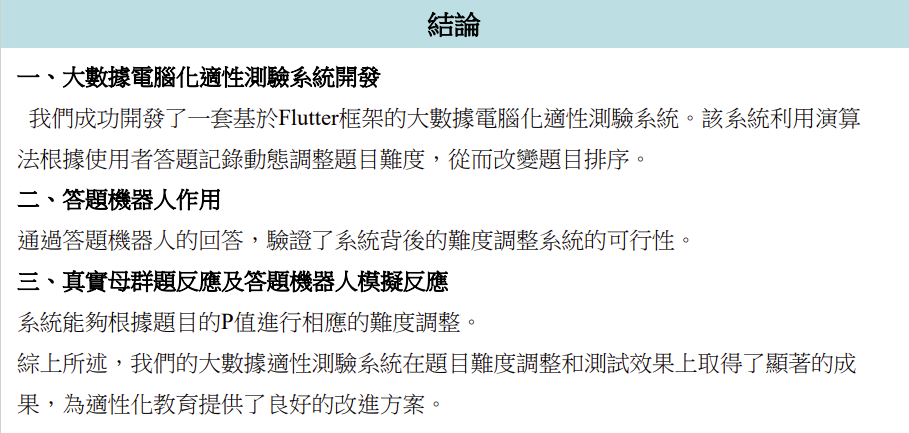 結論
一、大數據電腦化適性測驗系統開發
我們成功開發了一套基於Flutter框架的大數據電腦化適性測驗系統。該系統利用演算
法根據使用者答題記錄動態調整題目難度，從而改變題目排序。
二、答題機器人作用
通過答題機器人的回答，驗證了系統背後的難度調整系統的可行性。
三、真實母群題反應及答題機器人模擬反應
系統能夠根據題目的P值進行相應的難度調整。
綜上所述，我們的大數據適性測驗系統在題目難度調整和測試效果上取得了顯著的成
果，為適性化教育提供了良好的改進方案。